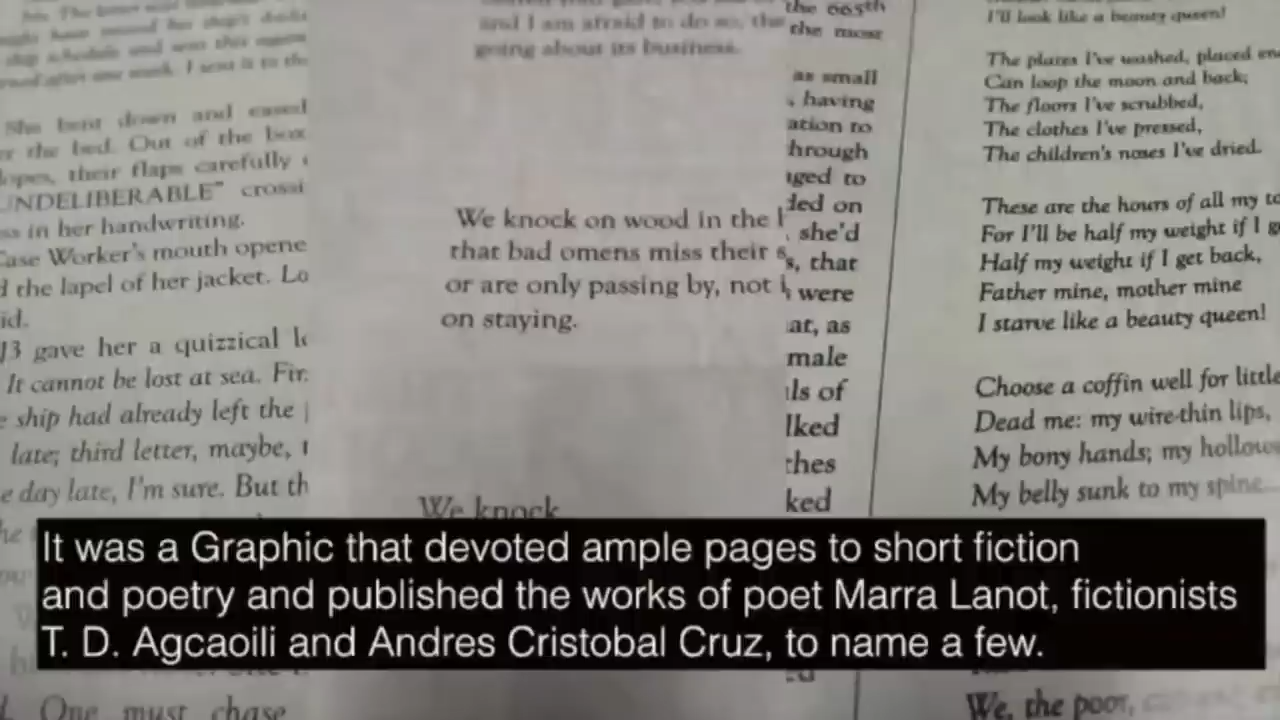 and I am afraid to do so, the
going about its business.
We knock on wood in the
that bad omens miss their
or are only passing by, not
on staying.
We knock
She bent down and eased
the bed. Out of the box
their flaps carefully
UNDELIBERABLE"
in her handwriting.
Case Worker's mouth opene
the lapel of her jacket. Lo
gave her a quizzical
It cannot be lost at sea. Fir
ship had already left the
late; third letter, maybe,
day late, I'm sure. But th
One must chase
the most
as small
, having
ation to
hrough
ged to
ded on
, she'd
s, that
were
at, as
male
ls of
lked
ches
ked
I'll look like a beauty queen!
The plates I've washed, placed en
Can loop the moon and back;
The floors I've scrubbed,
The clothes I've pressed,
The children's noses I've dried.
These are the hours of all my to
For I'll be half my weight if I g
Half my weight if I get back,
Father mine, mother mine
I starve like a beauty queen!
Choose a coffin well for little
Dead me: my wire-thin lips,
My bony hands; my hollow
My belly sunk to my spine...
We, the poor,
It was a Graphic that devoted ample pages to short fiction
and poetry and published the works of poet Marra Lanot, fictionists
T. D. Agcaoili and Andres Cristobal Cruz, to name a few.